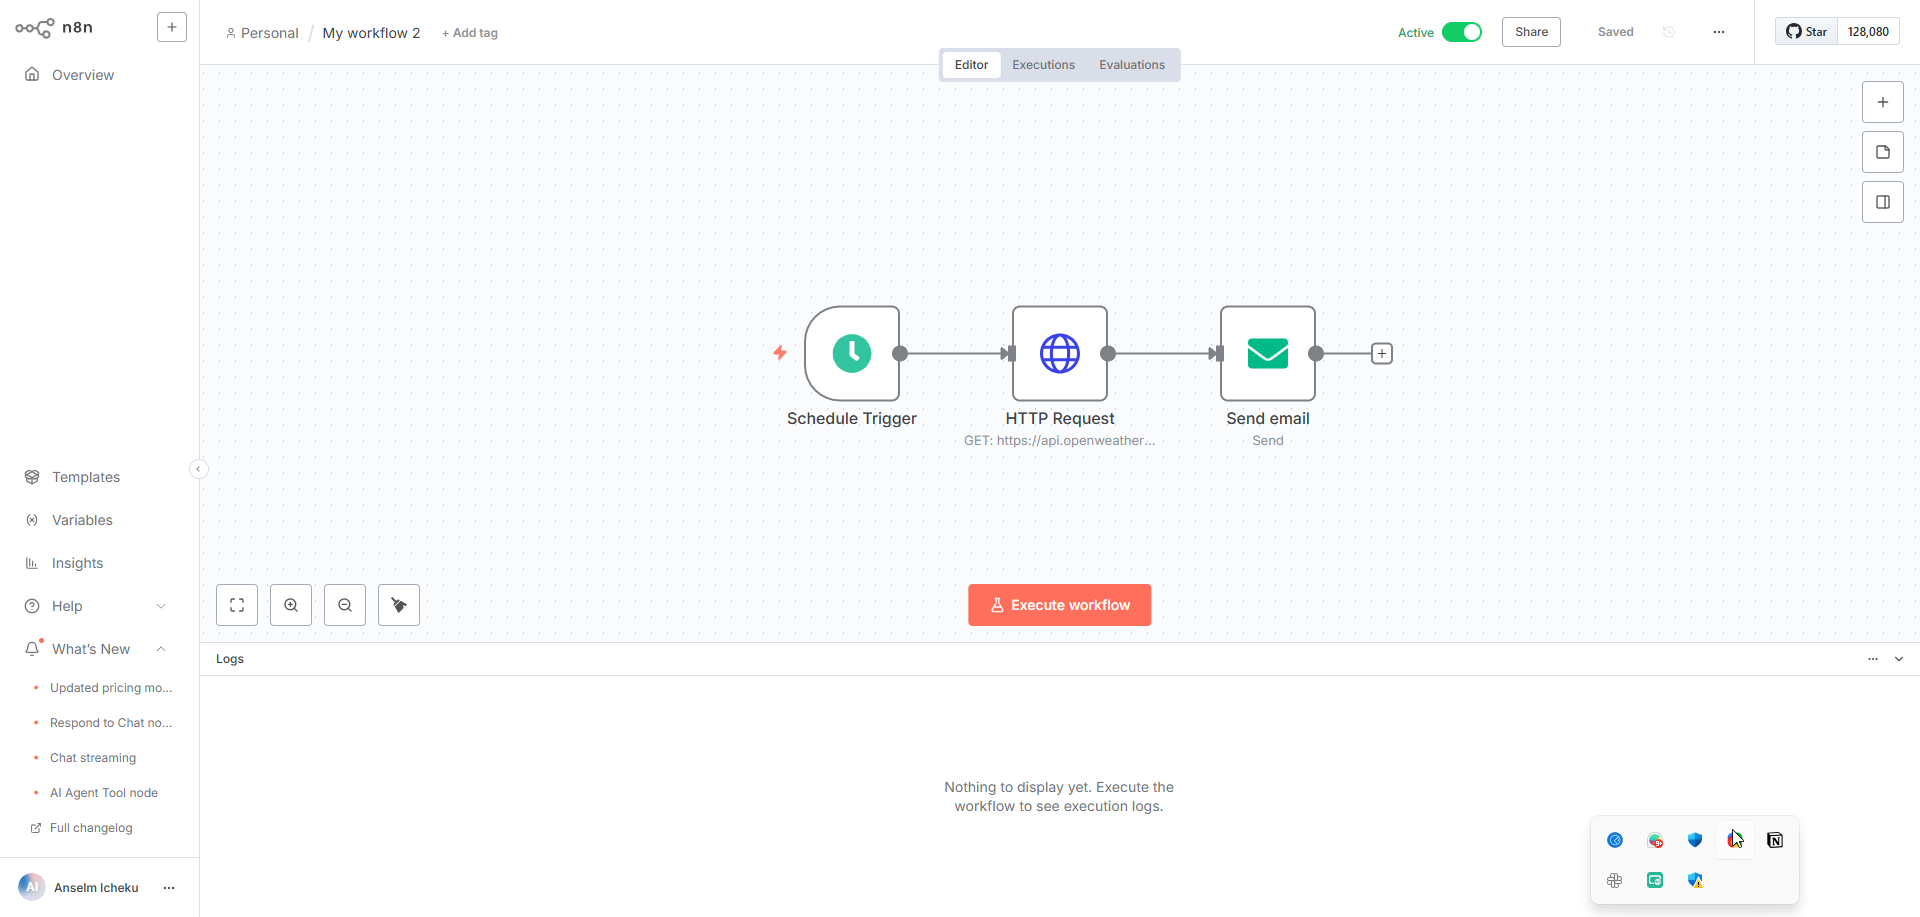 n8n
+
Personal / My workflow 2 + Add tag
Active
Share
Saved
Star 128,080
Editor Executions Evaluations
Overview
Schedule Trigger
HTTP Request
GET: https://api.openweather...
Send email
Send
Templates
Variables
Insights
Help
What's New
Updated pricing mo...
Respond to Chat no...
Chat streaming
AI Agent Tool node
Full changelog
AI Anselm Icheku
Execute workflow
Logs
Nothing to display yet. Execute the
workflow to see execution logs.